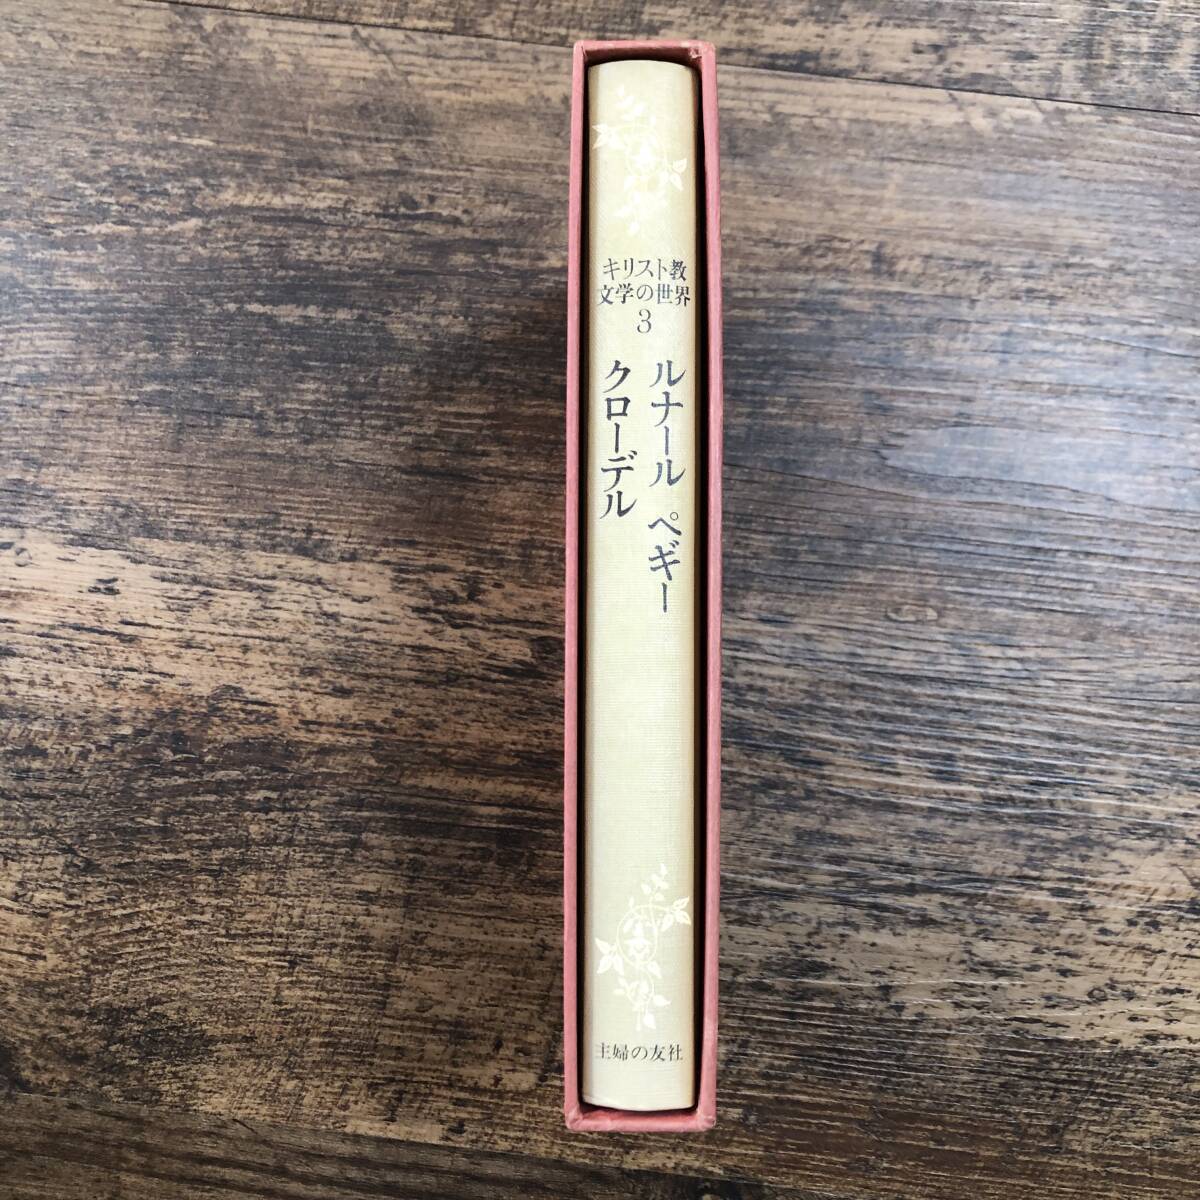 キリスト教
文学の世界
3
ルナール ペギー
クローデル
主婦の友社